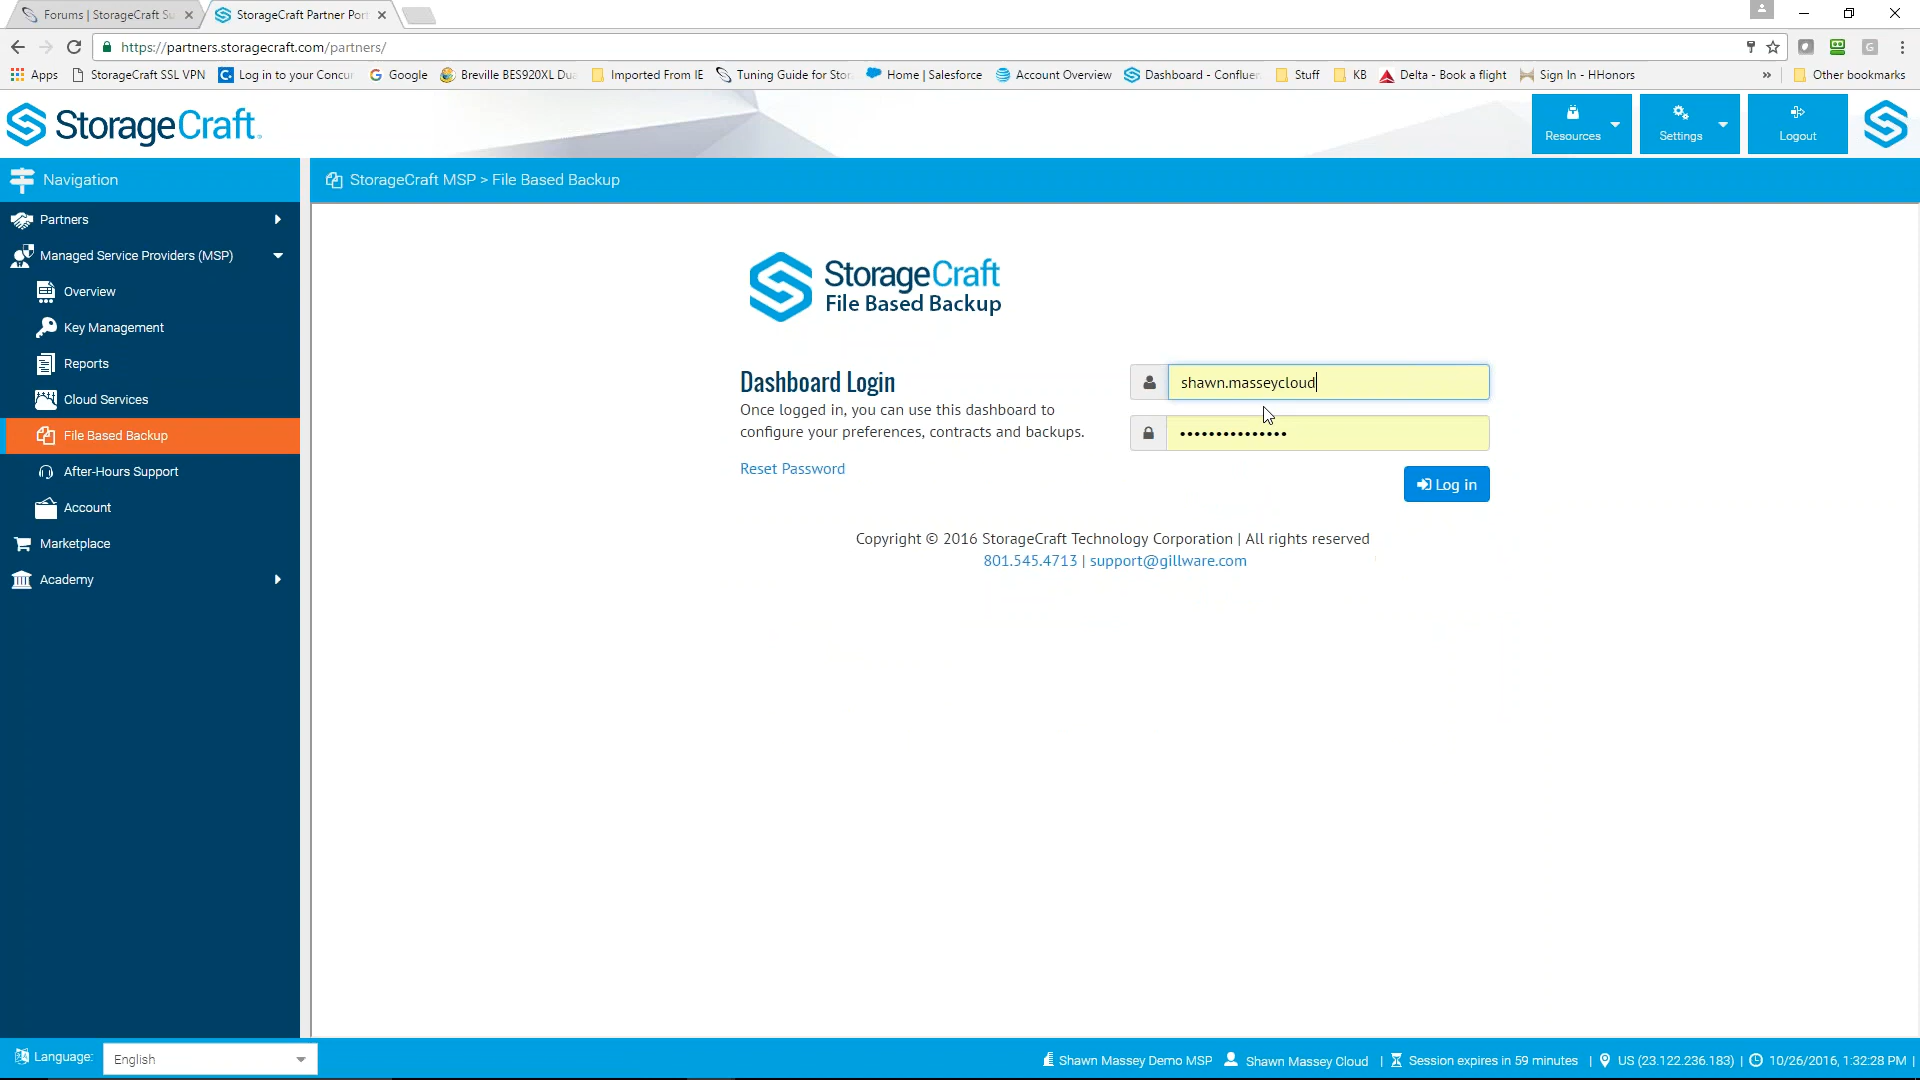 Forums | StorageCraft Su
StorageCraft Partner Por
https://partners.storagecraft.com/partners/
Apps
StorageCraft SSL VPN
Log in to your Concur
Google
Breville BES920XL Dua
Imported From IE
Tuning Guide for Stor
Home | Salesforce
Account Overview
Dashboard - Confluen
Stuff
KB
Delta - Book a flight
Sign In - HHonors
»
Other bookmarks
StorageCraft
Resources
Settings
Logout
Navigation
StorageCraft MSP > File Based Backup
Partners
Managed Service Providers (MSP)
Overview
Key Management
Reports
Cloud Services
File Based Backup
After-Hours Support
Account
Marketplace
Academy
StorageCraft
File Based Backup
Dashboard Login
Once logged in, you can use this dashboard to
configure your preferences, contracts and backups.
Reset Password
shawn.masseycloud
•••••••••••••••
Log in
Copyright © 2016 StorageCraft Technology Corporation | All rights reserved
801.545.4713 | support@gillware.com
Language:
English
Shawn Massey Demo MSP
Shawn Massey Cloud
| Session expires in 59 minutes
| US (23.122.236.183)
| 10/26/2016, 1:32:28 PM |